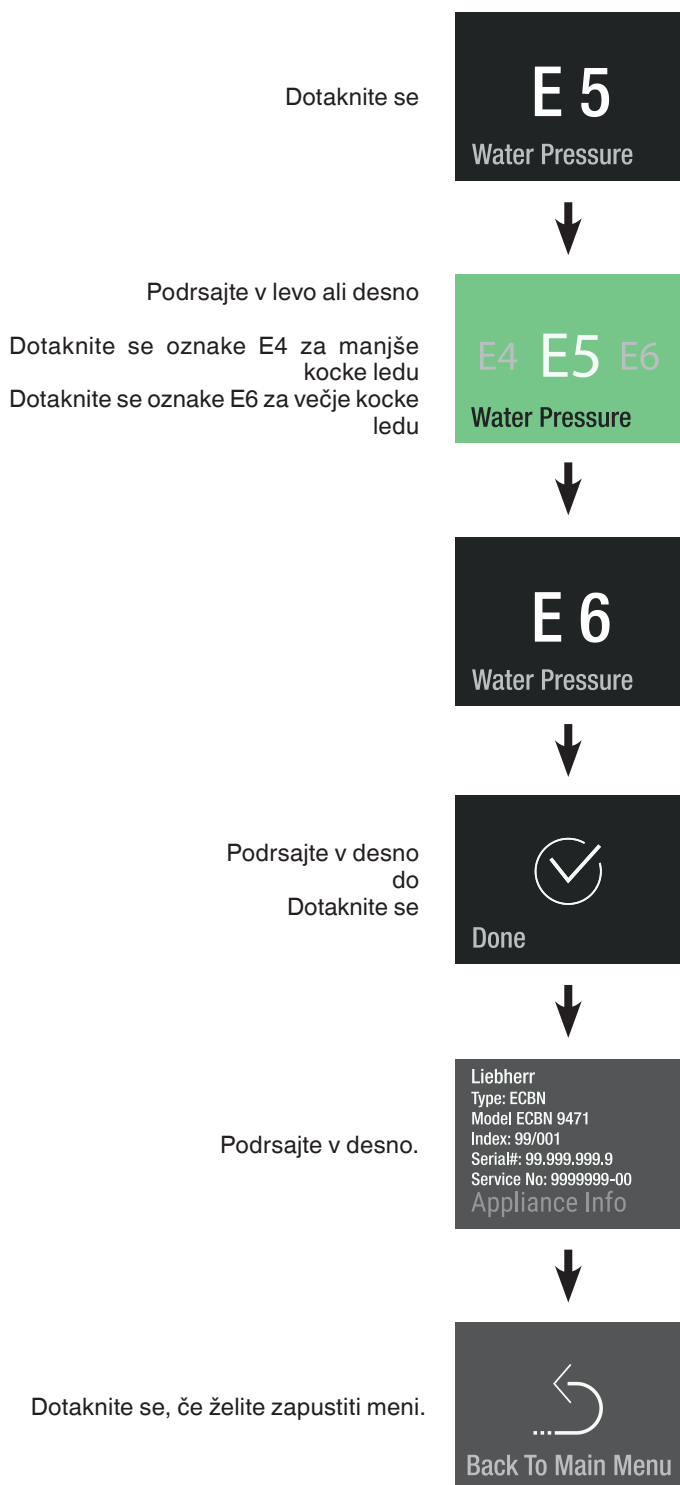 Dotaknite se
E 5
Water Pressure
Podrsajte v levo ali desno
Dotaknite se oznake E4 za manjše
kocke ledu
Dotaknite se oznake E6 za večje kocke
ledu
E4 E5 E6
Water Pressure
E 6
Water Pressure
Podrsajte v desno
do
Dotaknite se
Done
Podrsajte v desno.
Liebherr
Type: ECBN
Model ECBN 9471
Index: 99/001
Serial#: 99.999.999.9
Service No: 9999999-00
Appliance Info
Dotaknite se, če želite zapustiti meni.
Back To Main Menu